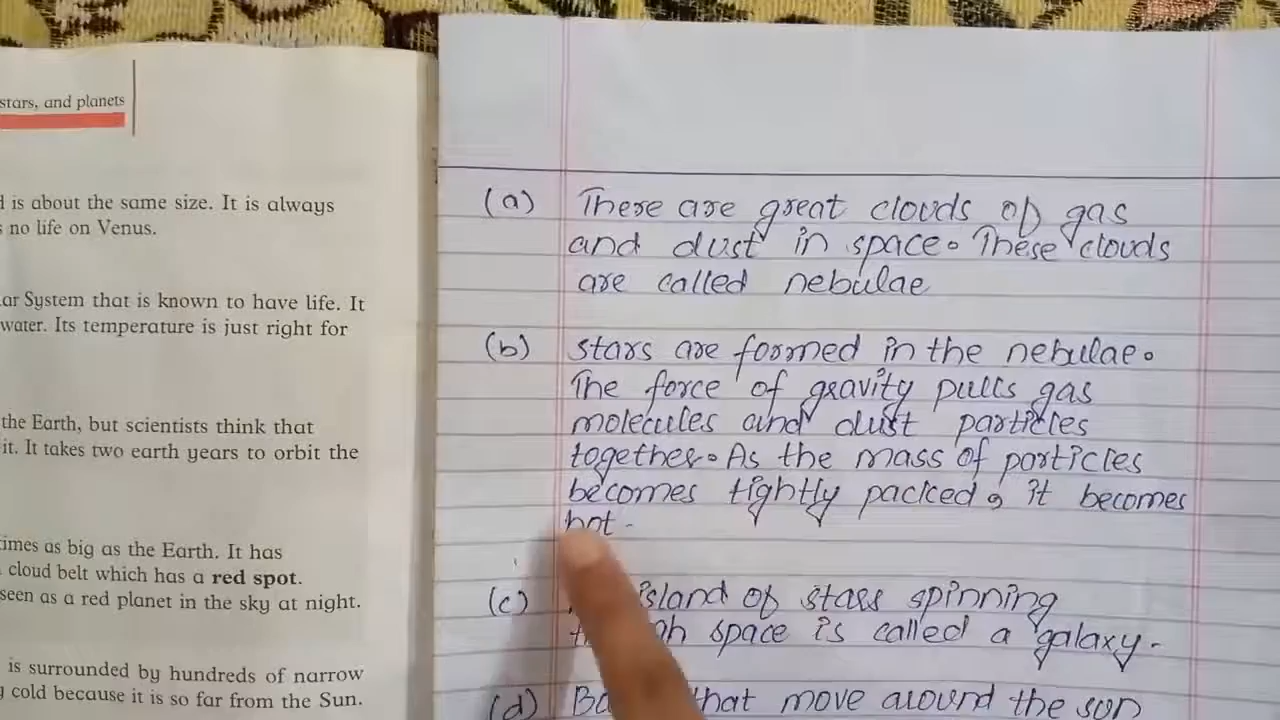 stars, and planets
is about the same size. It is always
no life on Venus.
ar System that is known to have life. It
water. Its temperature is just right for
the Earth, but scientists think that
it. It takes two earth years to orbit the
imes as big as the Earth. It has
cloud belt which has a red spot.
seen as a red planet in the sky at night.
is surrounded by hundreds of narrow
cold because it is so far from the Sun.
(a) There are great clouds of gas
and dust in space. These clouds
are called nebulae
(b) stars are formed in the nebulae.
The force of gravity pulls gas
molecules and dust particles
together. As the mass of particles
becomes tightly packed, it becomes
hot.
(c) island of stars spinning
space is called a galaxy.
(d) that move around the sun